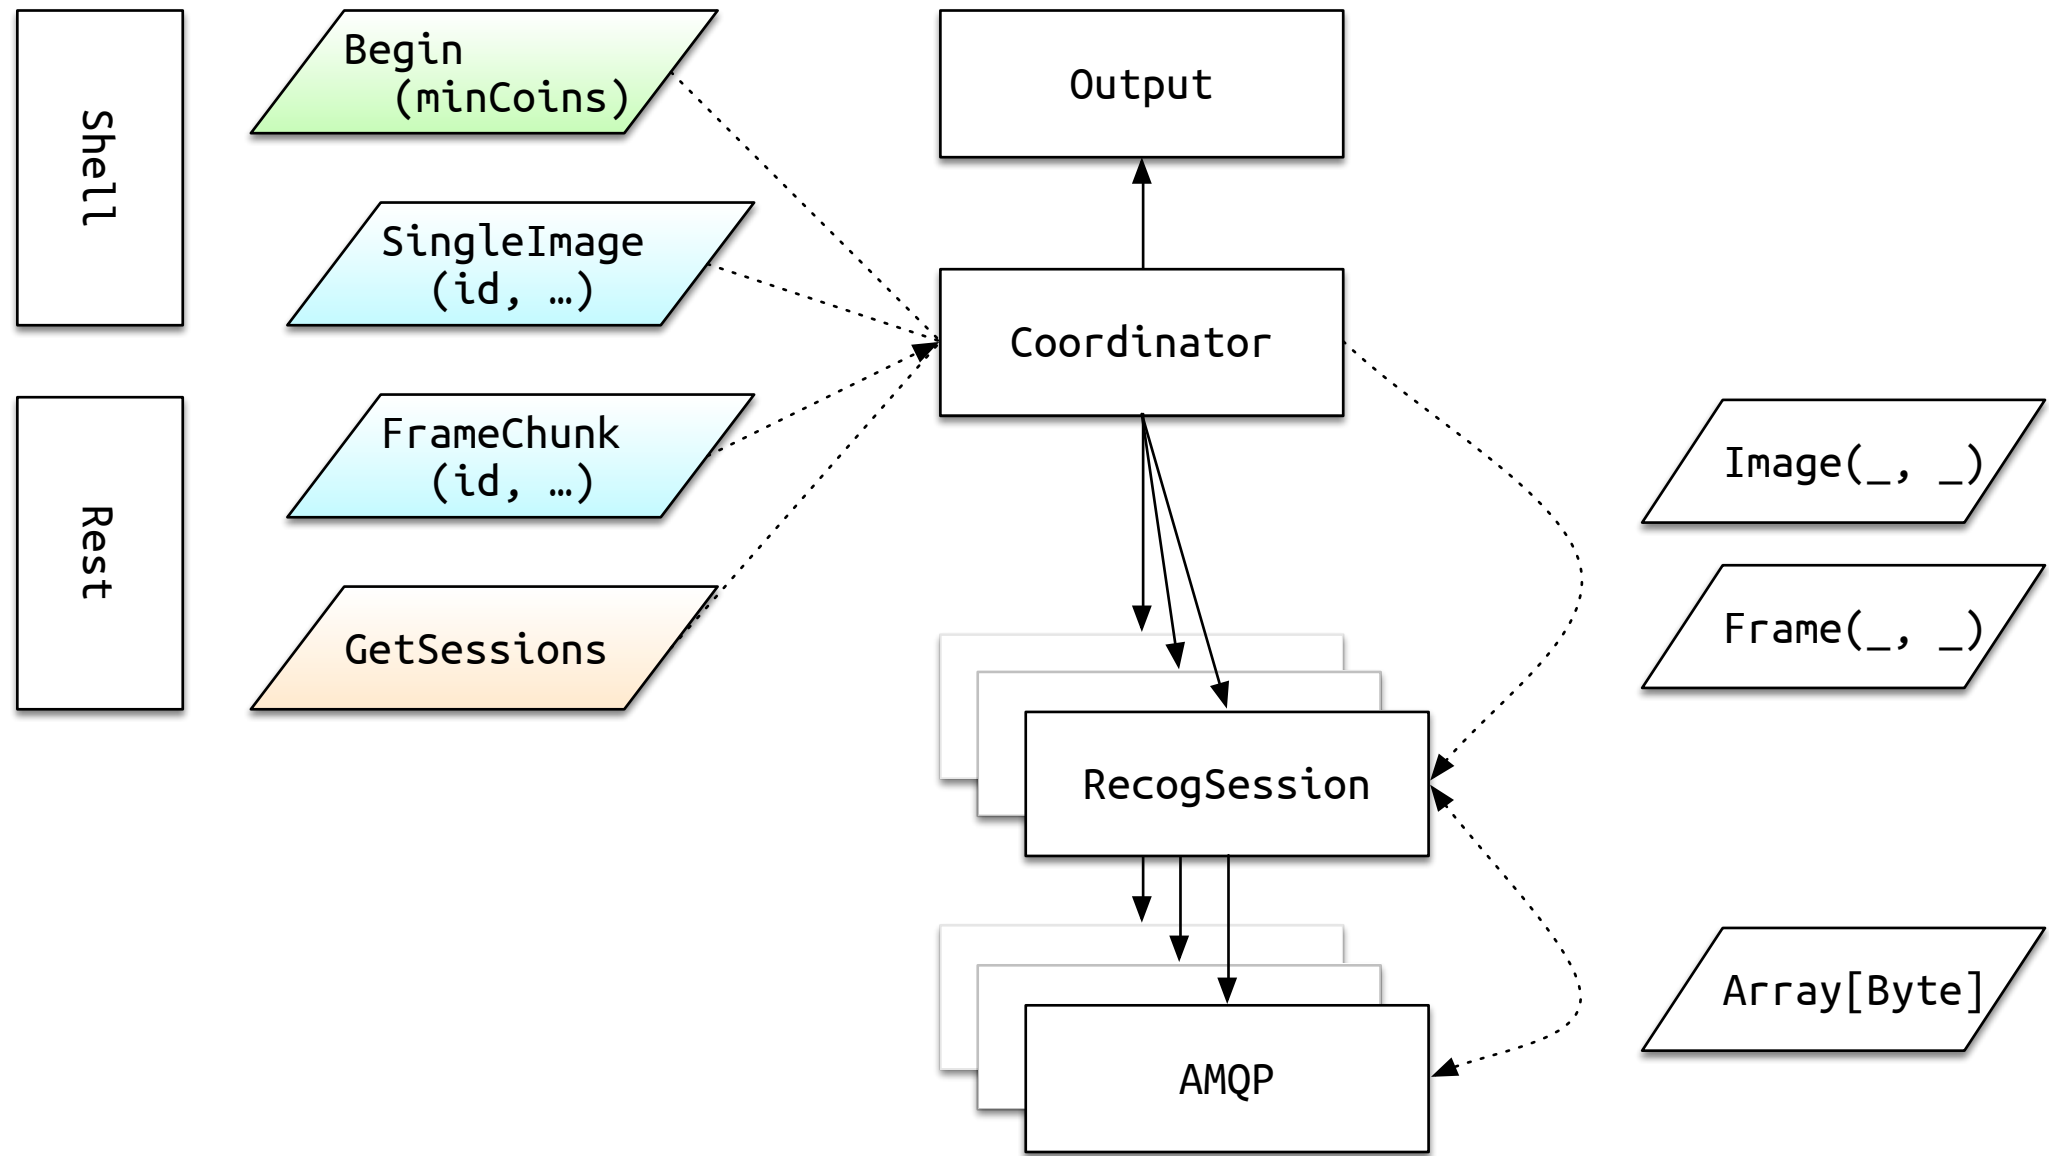 Shell
Begin
(minCoins)
Output
SingleImage
(id, …)
Coordinator
Rest
FrameChunk
(id, …)
Image(_, _)
Frame(_, _)
GetSessions
RecogSession
Array[Byte]
AMQP